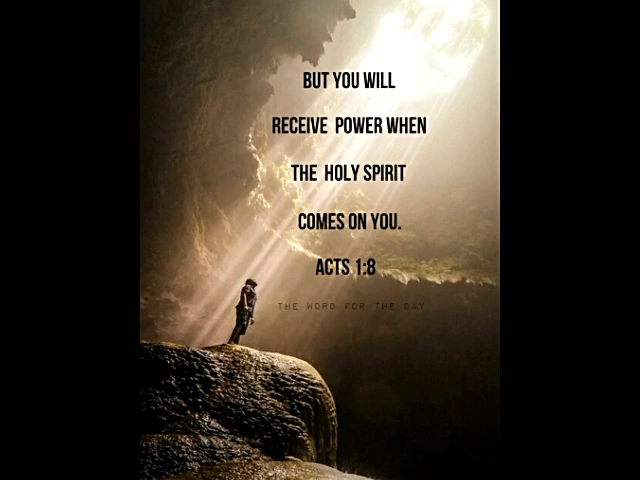 BUT YOU WILL
RECEIVE POWER WHEN
THE HOLY SPIRIT
COMES ON YOU.
ACTS 1:8
THE WORD FOR THE DAY